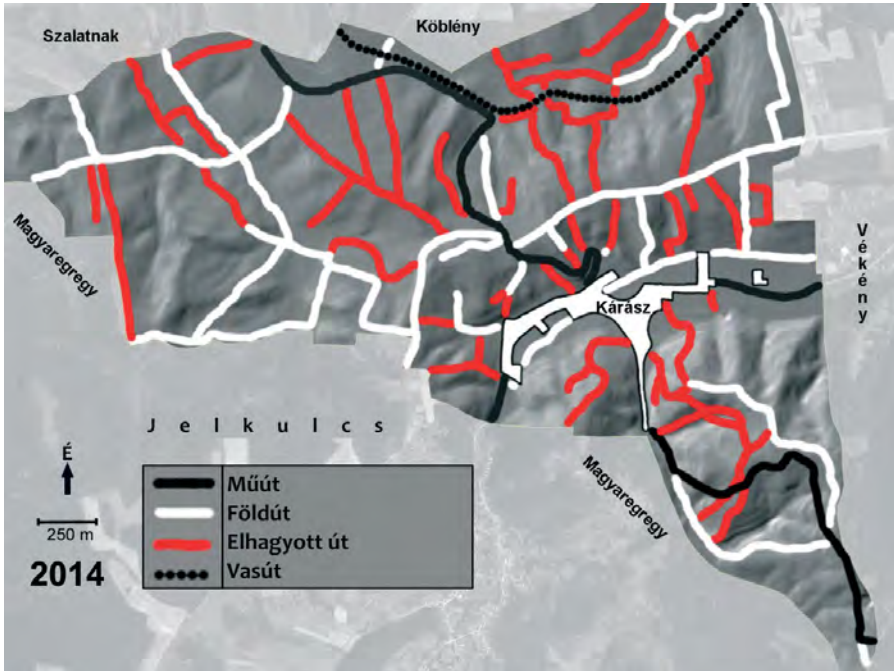 Szalatnak
Köblény
Magyaregregy
Vékény
Kárász
Magyaregregy
Jelkulcs
É
250 m
2014
Műút
Földút
Elhagyott út
Vasút